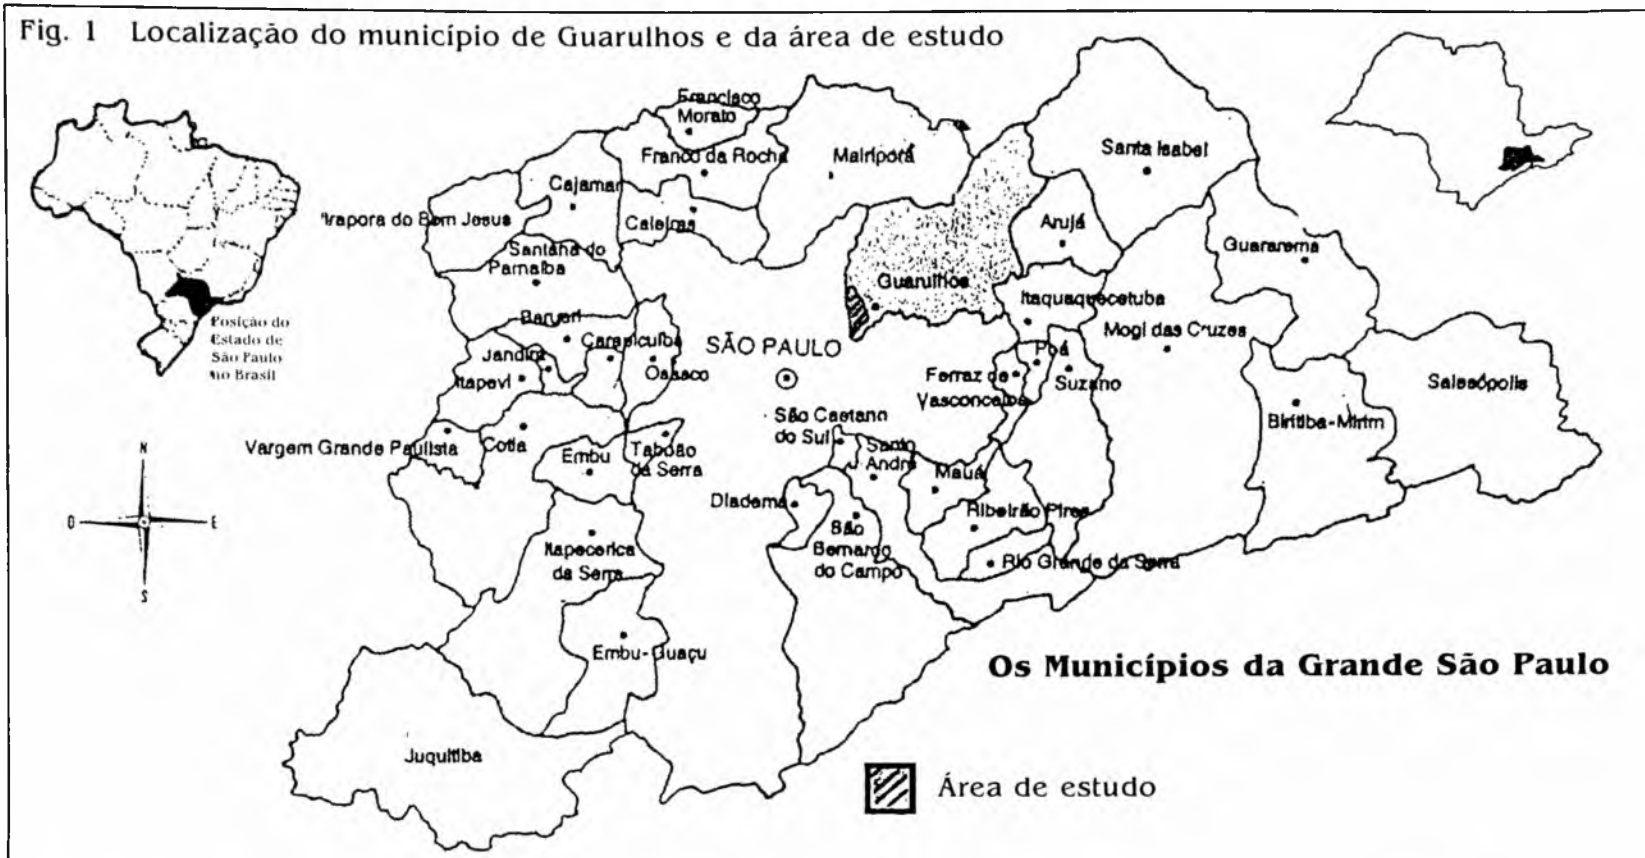 Fig. 1 Localização do município de Guarulhos e da área de estudo
Francisco
Morato
Franco da Rocha
Mairiporã
Santa Isabel
Cajamar
Pirapora do Bom Jesus
Caieiras
Arujá
Guararema
Santana do
Parnaíba
Guarulhos
Itaquaquecetuba
Posição do
Estado de
São Paulo
no Brasil
Barueri
Carapicuíba
SÃO PAULO
Mogi das Cruzes
Jandira
Itapevi
Osasco
Poá
Ferraz de
Vasconcelos
Suzano
Salesópolis
São Caetano
do Sul
Biritiba-Mirim
Vargem Grande Paulista
Cotia
Embu
Taboão
da Serra
Santo
André
Mauá
N
O
E
S
Diadema
São
Bernardo
do Campo
Ribeirão Pires
Itapecerica
da Serra
Rio Grande da Serra
Embu-Guaçu
Os Municípios da Grande São Paulo
Juquitiba
Área de estudo